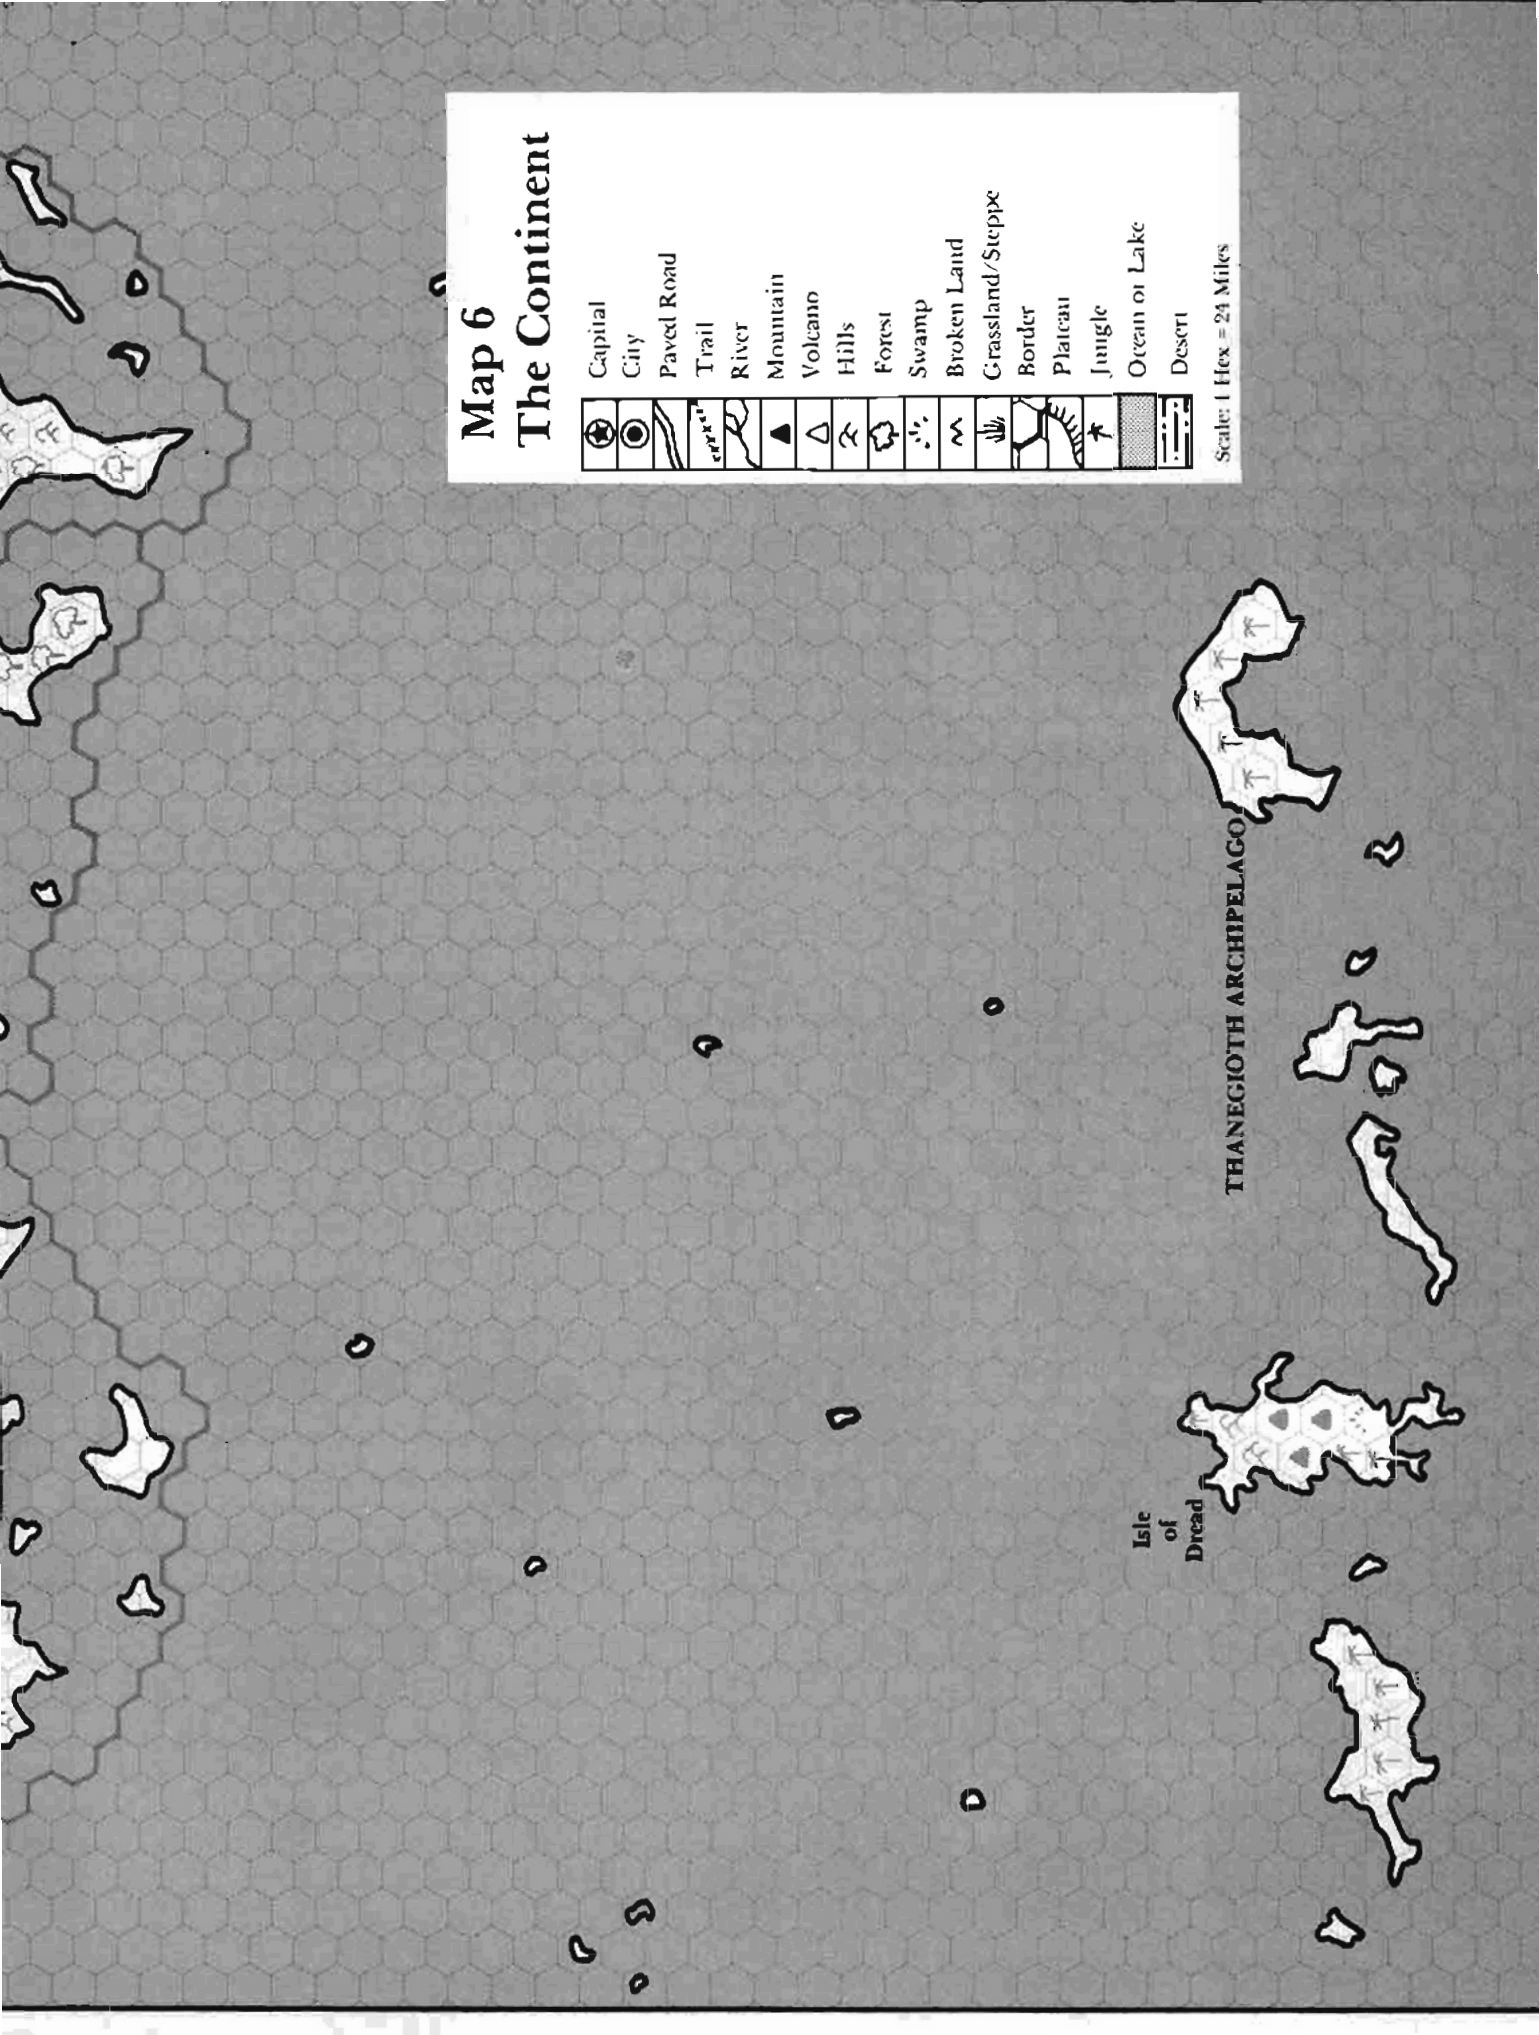 Map 6
The Continent
Capital
City
Paved Road
Trail
River
Mountain
Volcano
Hills
Forest
Swamp
Broken Land
Grassland/Steppe
Border
Plateau
Jungle
Ocean or Lake
Desert
Scale: 1 Hex = 24 Miles
THANEGIOTH ARCHIPELAGO
Isle
of
Dread